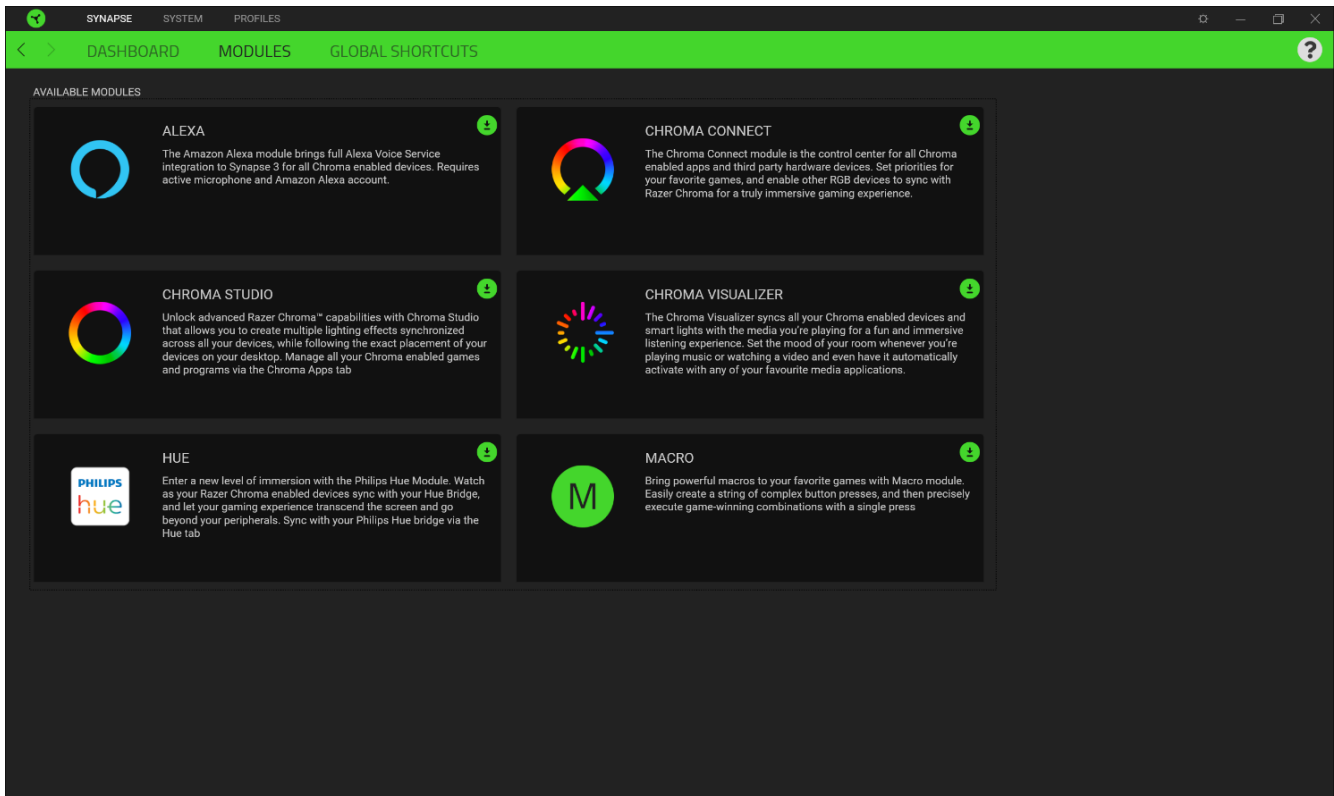 SYNAPSE SYSTEM PROFILES
DASHBOARD MODULES GLOBAL SHORTCUTS ?
AVAILABLE MODULES
ALEXA
The Amazon Alexa module brings full Alexa Voice Service
integration to Synapse 3 for all Chroma enabled devices. Requires
active microphone and Amazon Alexa account.
CHROMA CONNECT
The Chroma Connect module is the control center for all Chroma
enabled apps and third party hardware devices. Set priorities for
your favorite games, and enable other RGB devices to sync with
Razer Chroma for a truly immersive gaming experience.
CHROMA STUDIO
Unlock advanced Razer Chroma™ capabilities with Chroma Studio
that allows you to create multiple lighting effects synchronized
across all your devices, while following the exact placement of your
devices on your desktop. Manage all your Chroma enabled games
and programs via the Chroma Apps tab
CHROMA VISUALIZER
The Chroma Visualizer syncs all your Chroma enabled devices and
smart lights with the media you're playing for a fun and immersive
listening experience. Set the mood of your room whenever you're
playing music or watching a video and even have it automatically
activate with any of your favourite media applications.
PHILIPS
hue
HUE
Enter a new level of immersion with the Philips Hue Module. Watch
as your Razer Chroma enabled devices sync with your Hue Bridge,
and let your gaming experience transcend the screen and go
beyond your peripherals. Sync with your Philips Hue bridge via the
Hue tab
M
MACRO
Bring powerful macros to your favorite games with Macro module.
Easily create a string of complex button presses, and then precisely
execute game-winning combinations with a single press